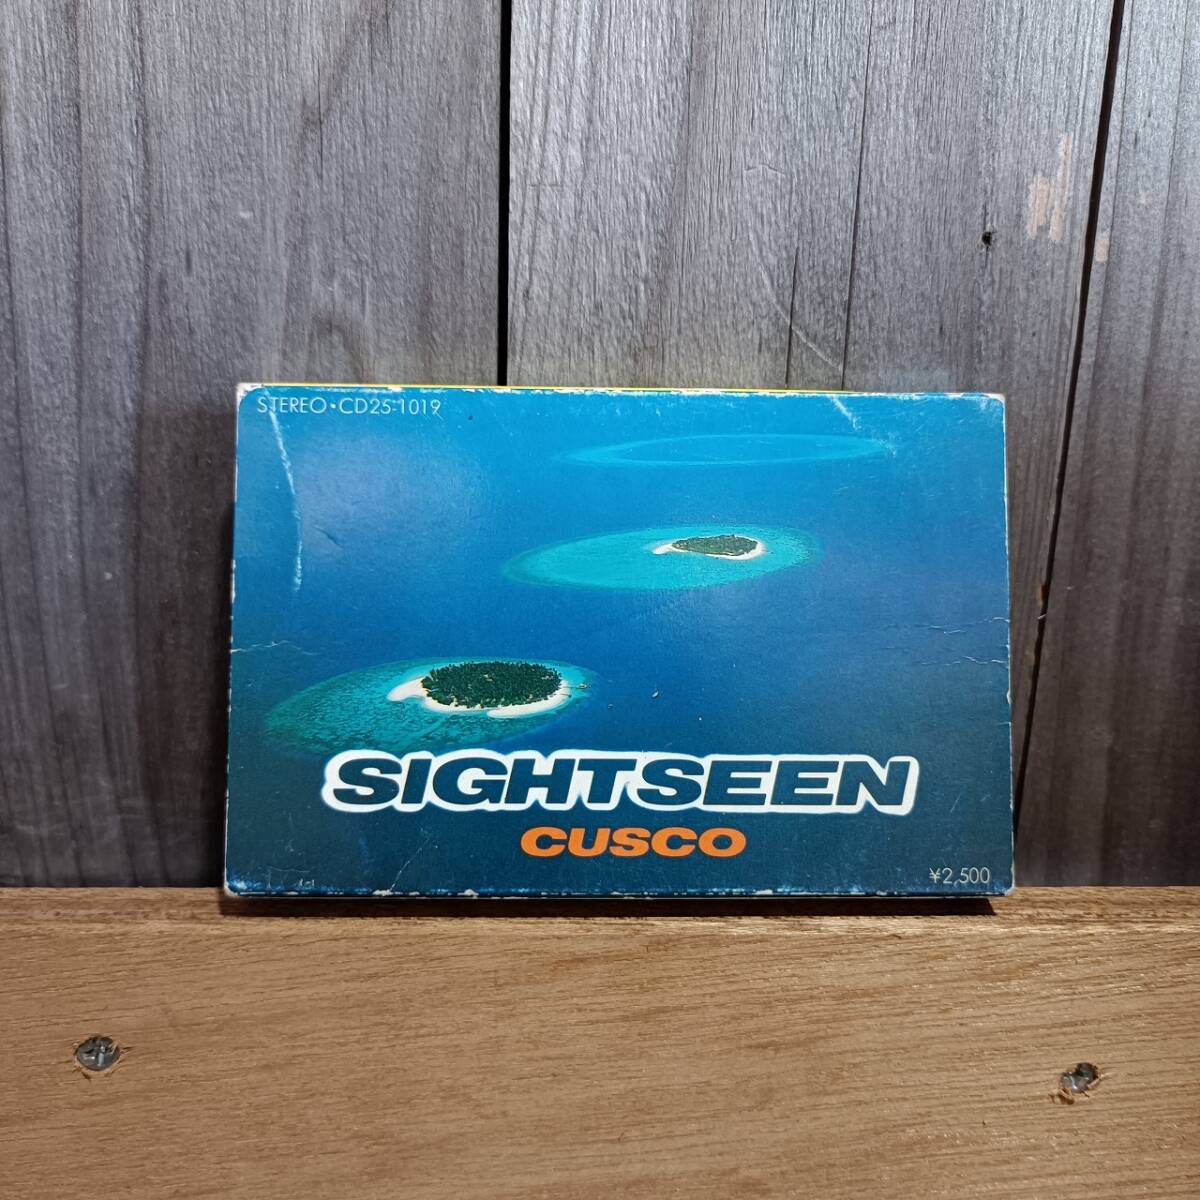 STEREO・CD25-1019
SIGHTSEEN
CUSCO
¥2,500